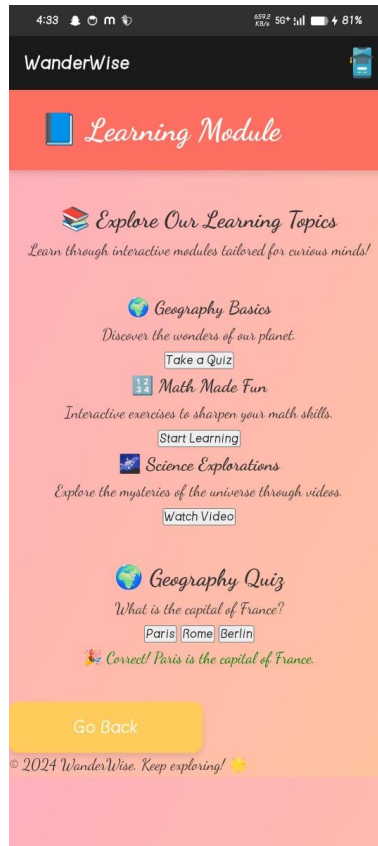 4:33 m 659.2 KB/s 5G+ 81%
WanderWise
📘 Learning Module
📚 Explore Our Learning Topics
Learn through interactive modules tailored for curious minds!
🌍 Geography Basics
Discover the wonders of our planet.
Take a Quiz
🔢 Math Made Fun
Interactive exercises to sharpen your math skills.
Start Learning
🌌 Science Explorations
Explore the mysteries of the universe through videos.
Watch Video
🌍 Geography Quiz
What is the capital of France?
Paris Rome Berlin
🎉 Correct! Paris is the capital of France.
Go Back
© 2024 WanderWise. Keep exploring! 🌟